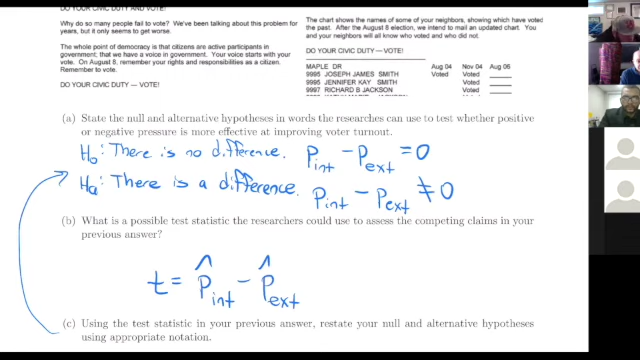 DO YOUR CIVIC DUTY AND VOTE!
Why do so many people fail to vote? We've been talking about this problem for
years, but it only seems to get worse.
The whole point of democracy is that citizens are active participants in
government; that we have a voice in government. Your voice starts with your
vote. On August 8, remember your rights and responsibilities as a citizen.
Remember to vote.
DO YOUR CIVIC DUTY - VOTE!
The chart shows the names of some of your neighbors, showing which have voted
the past. After the August 8 election, we intend to mail an updated chart. You
and your neighbors will all know who voted and who did not.
DO YOUR CIVIC DUTY — VOTE!
MAPLE DR Aug 04 Nov 04 Aug 06
9995 JOSEPH JAMES SMITH Voted Voted
9995 JENNIFER KAY SMITH Voted
9997 RICHARD B JACKSON Voted
(a) State the null and alternative hypotheses in words the researches can use to test whether positive
or negative pressure is more effective at improving voter turnout.
H₀: There is no difference. P_int − P_ext = 0
Ha: There is a difference. P_int − P_ext ≠ 0
(b) What is a possible test statistic the researchers could use to assess the competing claims in your
previous answer?
t = p̂_int − p̂_ext
(c) Using the test statistic in your previous answer, restate your null and alternative hypotheses
using appropriate notation.